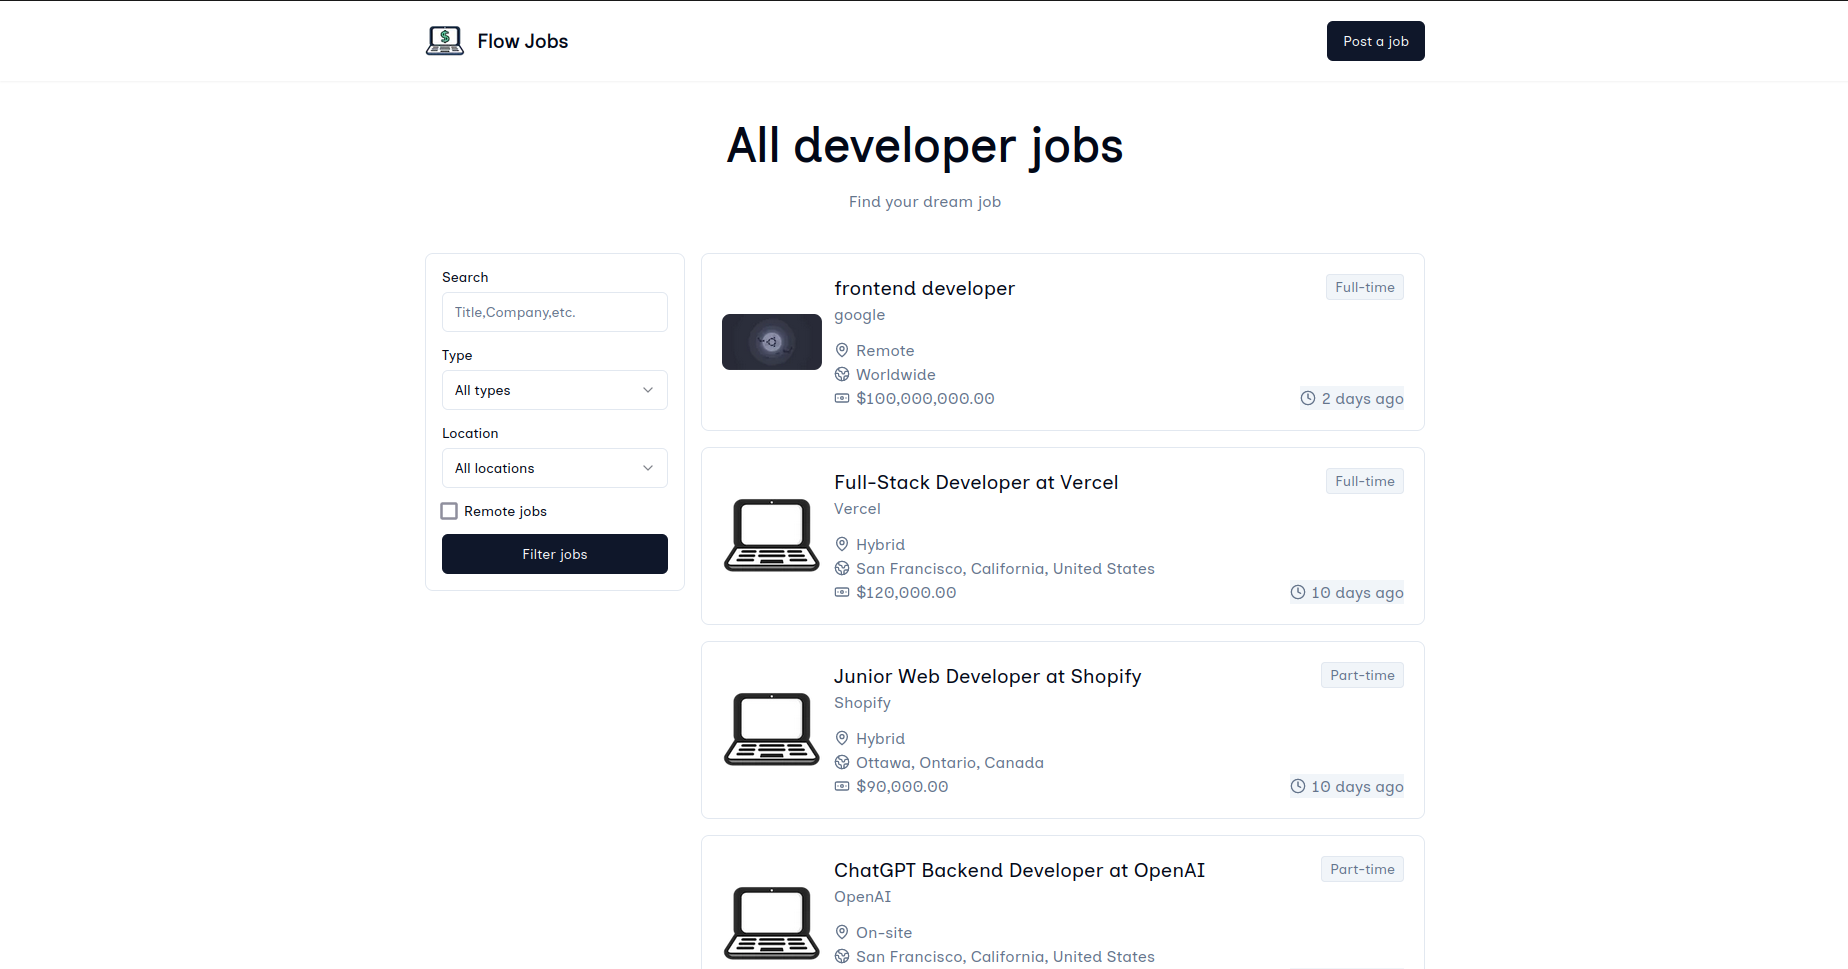 $
Flow Jobs
Post a job
All developer jobs
Find your dream job
Search
Title,Company,etc.
Type
All types
Location
All locations
Remote jobs
Filter jobs
frontend developer
Full-time
google
Remote
Worldwide
$100,000,000.00
2 days ago
Full-Stack Developer at Vercel
Full-time
Vercel
Hybrid
San Francisco, California, United States
$120,000.00
10 days ago
Junior Web Developer at Shopify
Part-time
Shopify
Hybrid
Ottawa, Ontario, Canada
$90,000.00
10 days ago
ChatGPT Backend Developer at OpenAI
Part-time
OpenAI
On-site
San Francisco, California, United States